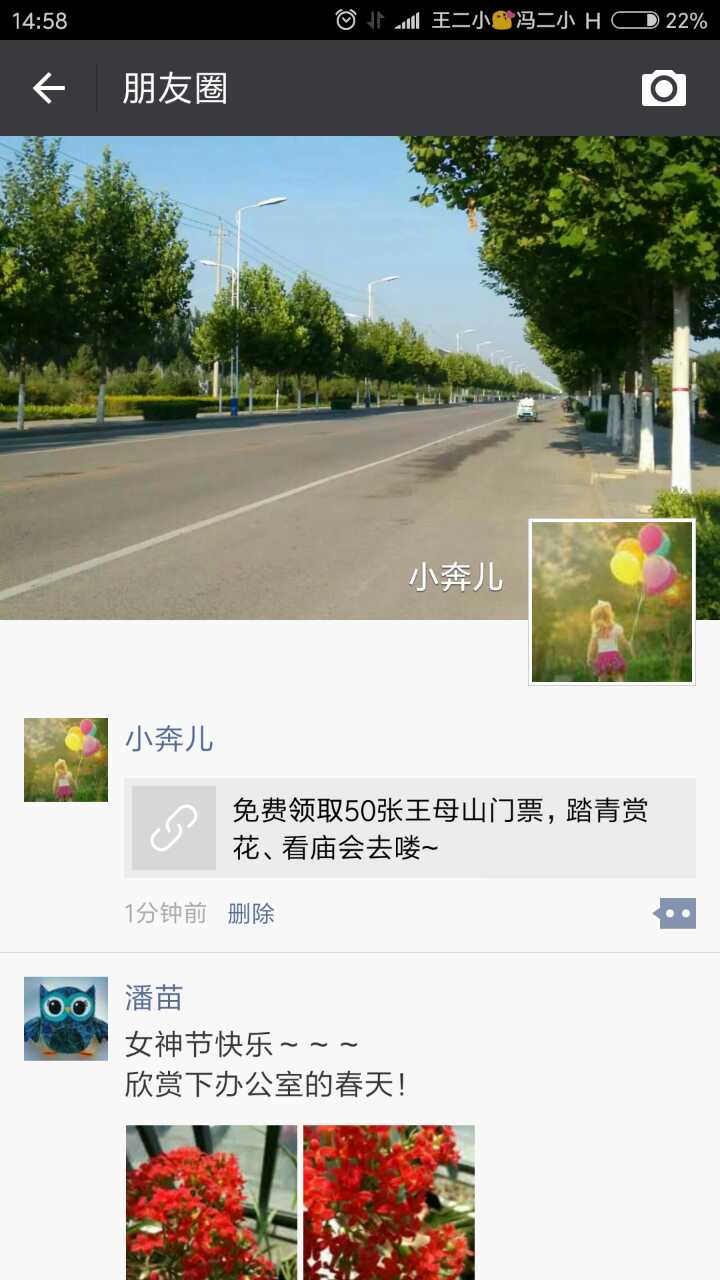 14:58 王二小😘冯二小 H 22%
朋友圈
小奔儿
小奔儿
免费领取50张王母山门票，踏青赏
花、看庙会去喽~
1分钟前 删除
潘苗
女神节快乐～～～
欣赏下办公室的春天！